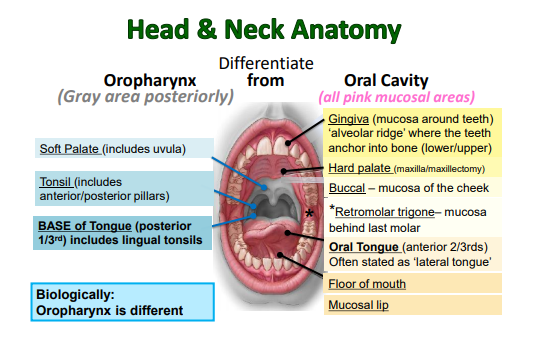 Head & Neck Anatomy
Differentiate
Oropharynx from Oral Cavity
(Gray area posteriorly)
(all pink mucosal areas)
Soft Palate (includes uvula)
Tonsil (includes
anterior/posterior pillars)
BASE of Tongue (posterior
1/3rd) includes lingual tonsils
Biologically:
Oropharynx is different
Gingiva (mucosa around teeth)
'alveolar ridge' where the teeth
anchor into bone (lower/upper)
Hard palate (maxilla/maxillectomy)
Buccal – mucosa of the cheek
*
*Retromolar trigone– mucosa
behind last molar
Oral Tongue (anterior 2/3rds)
Often stated as 'lateral tongue'
Floor of mouth
Mucosal lip